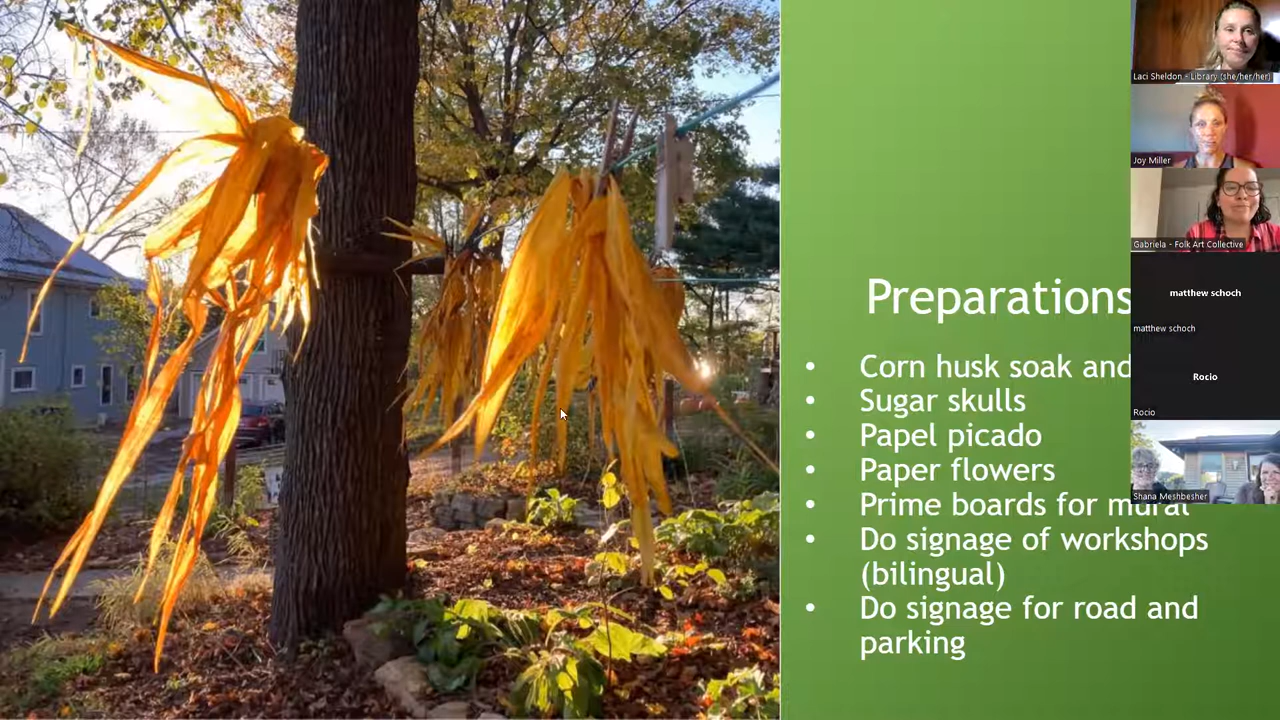 Preparations
• Corn husk soak and
• Sugar skulls
• Papel picado
• Paper flowers
• Prime boards for mural
• Do signage of workshops
(bilingual)
• Do signage for road and
parking
Laci Sheldon - Library (she/her/her)
Joy Miller
Gabriela - Folk Art Collective
matthew schoch
matthew schoch
Rocio
Rocio
Shana Meshbesher